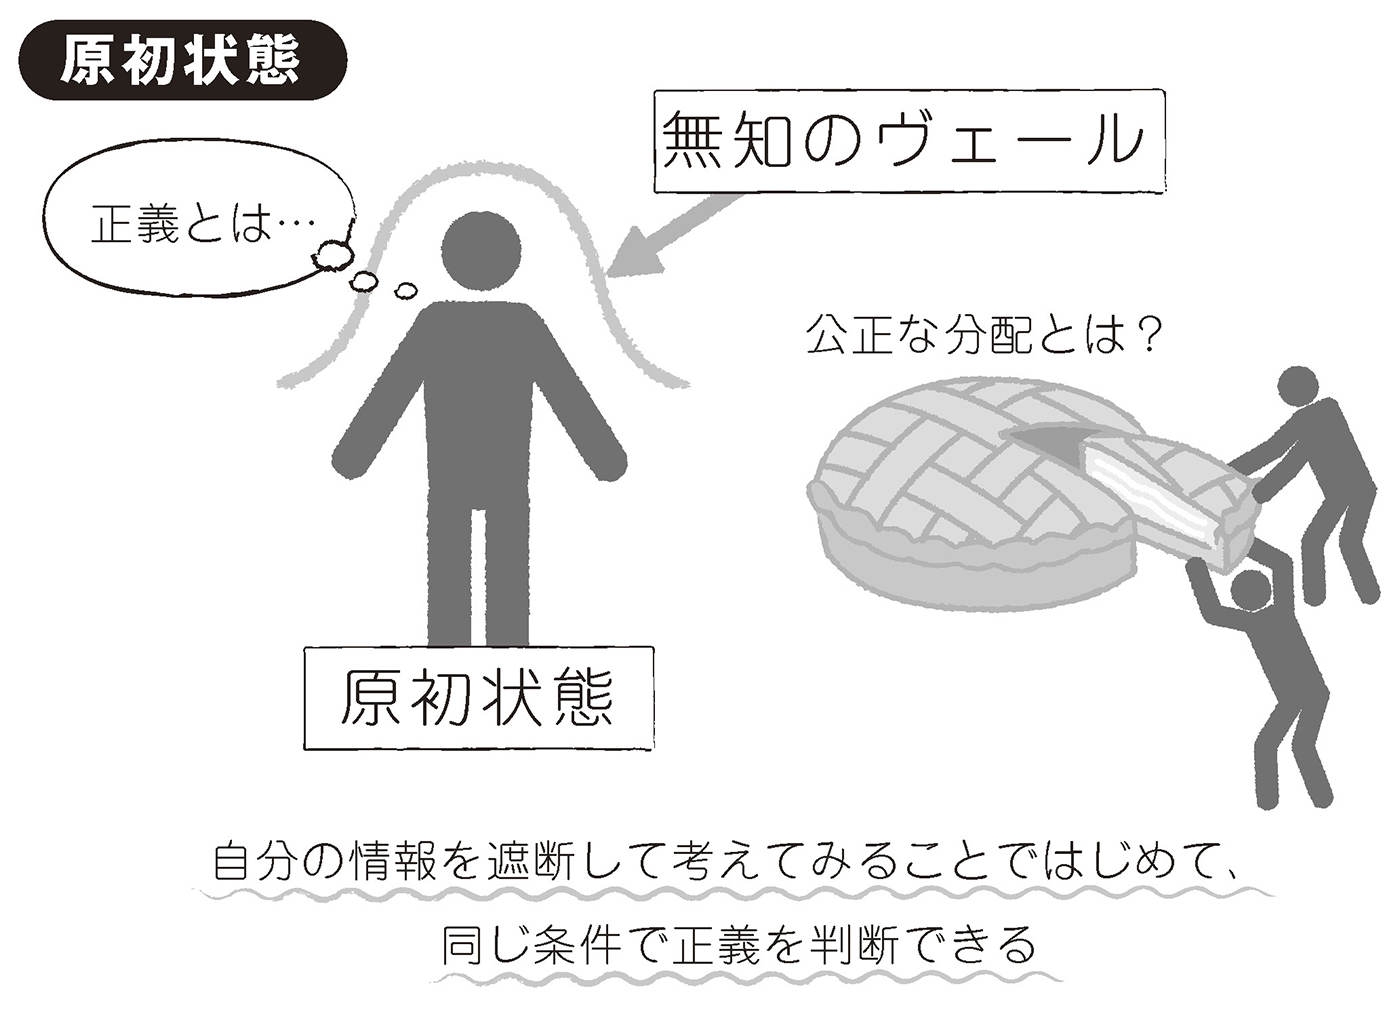 原初状態
無知のヴェール
正義とは…
公正な分配とは？
原初状態
自分の情報を遮断して考えてみることではじめて、
同じ条件で正義を判断できる